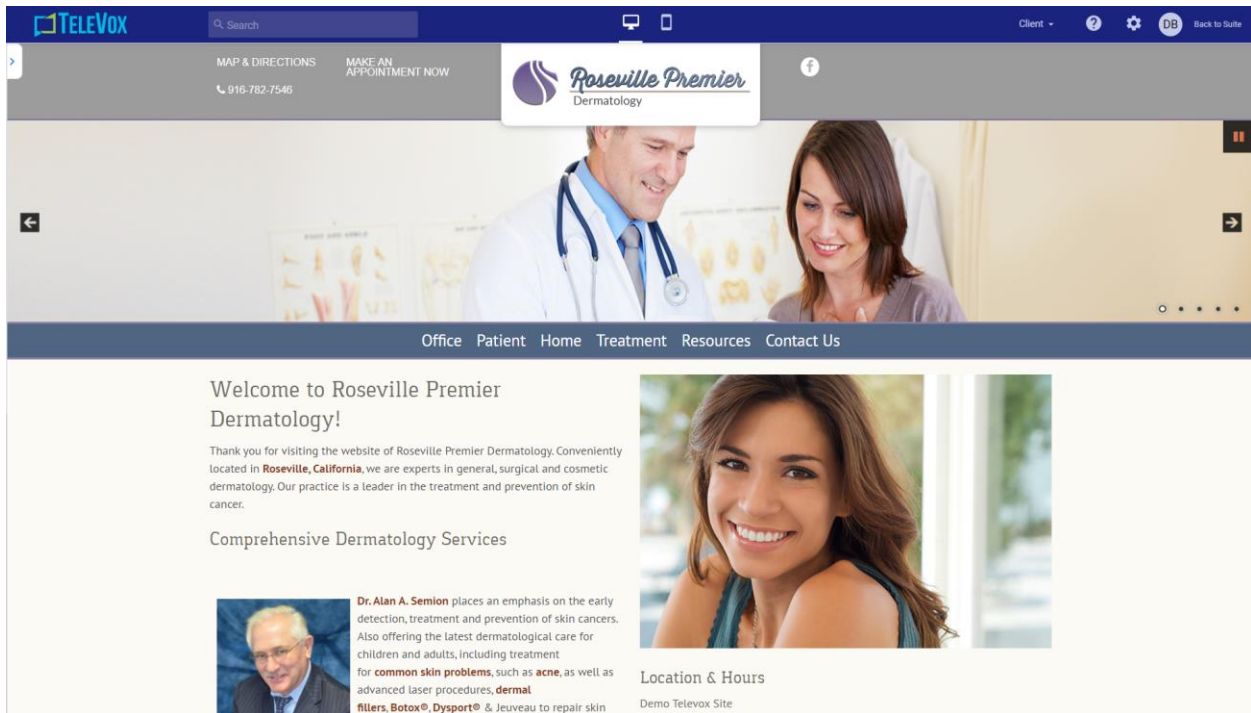 TELEVOX
Search
Client
?
DB
Back to Suite
MAP & DIRECTIONS
MAKE AN
APPOINTMENT NOW
916-782-7546
Roseville Premier
Dermatology
f
Office Patient Home Treatment Resources Contact Us
Welcome to Roseville Premier
Dermatology!
Thank you for visiting the website of Roseville Premier Dermatology. Conveniently
located in Roseville, California, we are experts in general, surgical and cosmetic
dermatology. Our practice is a leader in the treatment and prevention of skin
cancer.
Comprehensive Dermatology Services
Dr. Alan A. Semion places an emphasis on the early
detection, treatment and prevention of skin cancers.
Also offering the latest dermatological care for
children and adults, including treatment
for common skin problems, such as acne, as well as
advanced laser procedures, dermal
fillers, Botox®, Dysport® & Jeuveau to repair skin
Location & Hours
Demo Televox Site